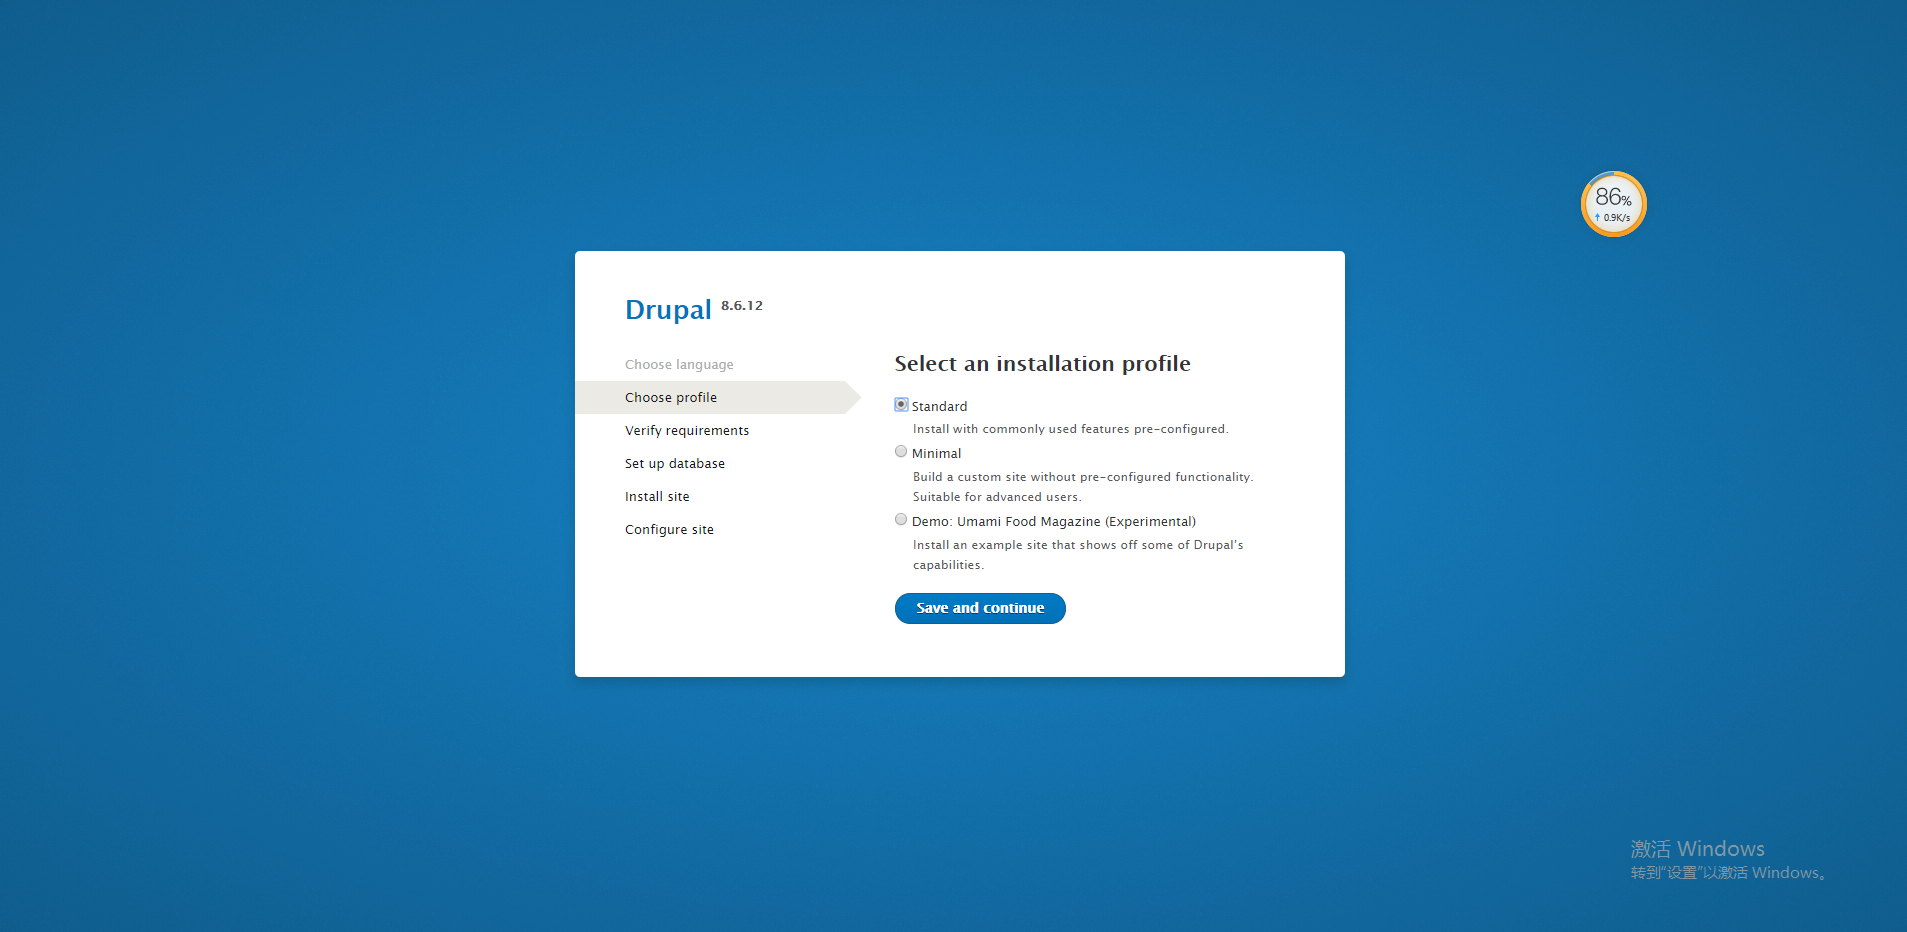 86%
0.9K/s
Drupal 8.6.12
Choose language
Choose profile
Verify requirements
Set up database
Install site
Configure site
Select an installation profile
Standard
Install with commonly used features pre-configured.
Minimal
Build a custom site without pre-configured functionality.
Suitable for advanced users.
Demo: Umami Food Magazine (Experimental)
Install an example site that shows off some of Drupal's
capabilities.
Save and continue
激活 Windows
转到"设置"以激活 Windows。